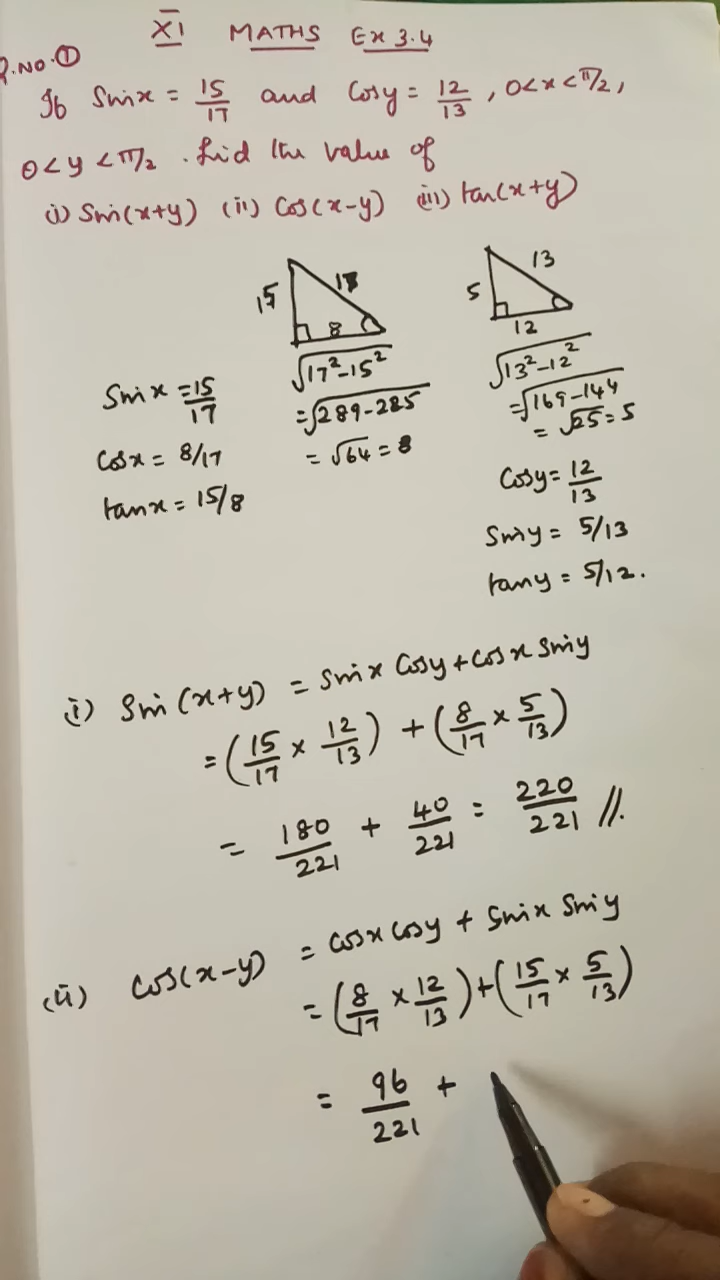 XI MATHS Ex 3.4
Q.NO.①
If Sinx = 15/17 and Cosy = 12/13, 0<x<π/2,
0<y<π/2. Find the value of
(i) Sin(x+y) (ii) Cos(x-y) (iii) tan(x+y)
15 17 8
5 13 12
√17²-15²
=√289-225
= √64 = 8
√13²-12²
=√169-144
= √25 = 5
Sinx = 15/17
Cosx = 8/17
tanx = 15/8
Cosy = 12/13
Siny = 5/13
tany = 5/12.
(i) Sin(x+y) = Sinx Cosy + Cosx Siny
= (15/17 × 12/13) + (8/17 × 5/13)
= 180/221 + 40/221 = 220/221 //.
(ii) Cos(x-y) = Cosx Cosy + Sinx Siny
= (8/17 × 12/13) + (15/17 × 5/13)
= 96/221 +